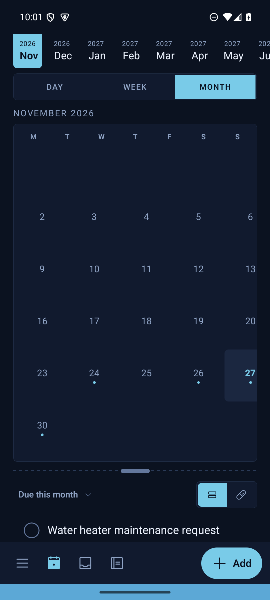 10:01
2026 2026 2027 2027 2027 2027 2027 20
Nov Dec Jan Feb Mar Apr May Ju
DAY WEEK MONTH
NOVEMBER 2026
M T W T F S S
2 3 4 5 6
9 10 11 12 13
16 17 18 19 20
23 24 25 26 27
30
Due this month
Water heater maintenance request
Add